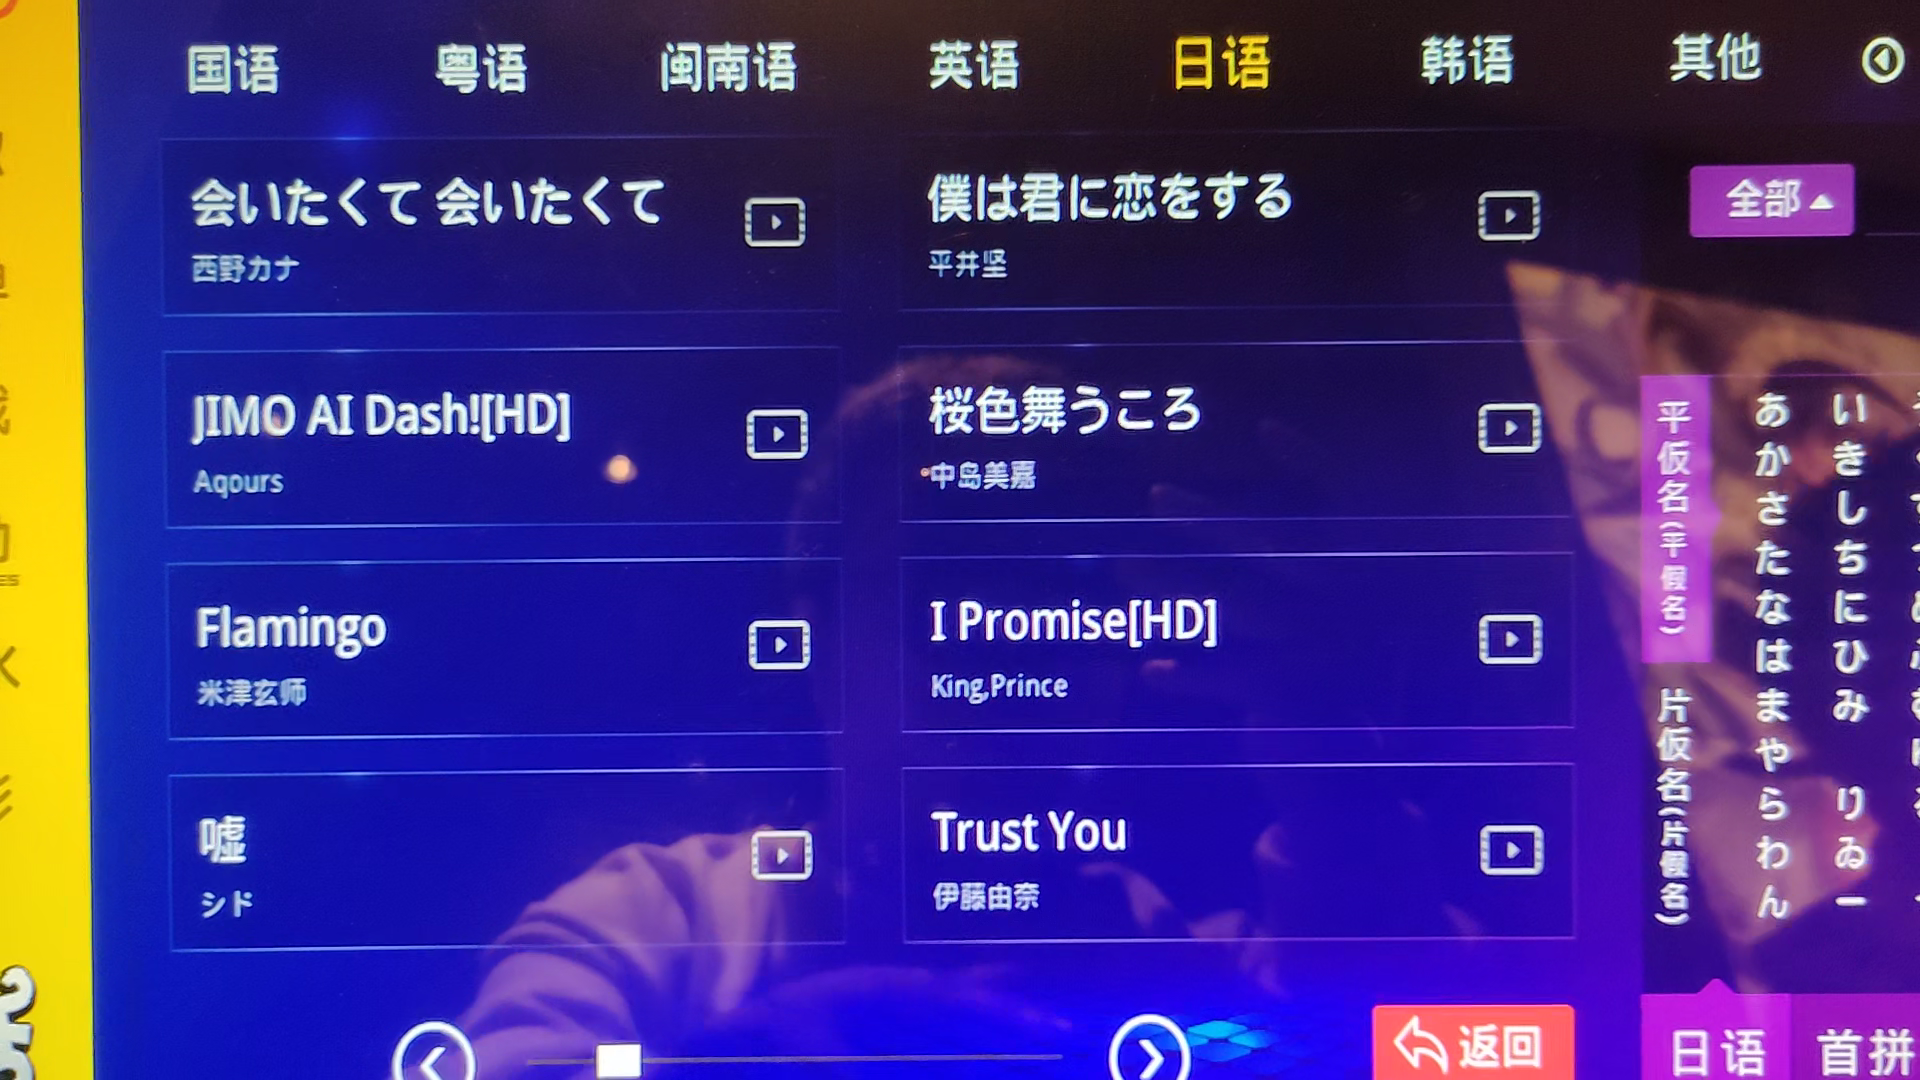 国语 粤语 闽南语 英语 日语 韩语 其他
会いたくて 会いたくて
西野カナ
僕は君に恋をする
平井坚
JIMO AI Dash![HD]
Aqours
桜色舞うころ
中岛美嘉
Flamingo
米津玄师
I Promise[HD]
King,Prince
嘘
シド
Trust You
伊藤由奈
返回
全部
平仮名(平假名)
片仮名(片假名)
あかさたなはまやらわん
いきしちにひみ りゐー
日语 首拼